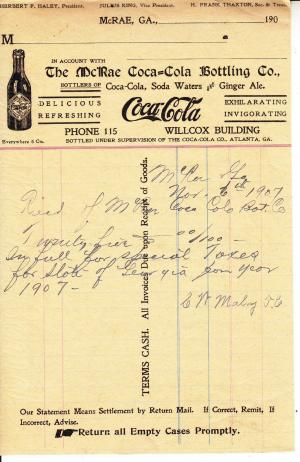 HERBERT F. HALEY, President. JULIUS KING, Vice President. H. FRANK THAXTON, Sec. & Treas.
MCRAE, GA., 190
M
IN ACCOUNT WITH
The McRae Coca=Cola Bottling Co.,
BOTTLERS OF Coca-Cola, Soda Waters and Ginger Ale.
DELICIOUS
REFRESHING
Coca-Cola
EXHILARATING
INVIGORATING
Everywhere 5 Cts.
PHONE 115 WILLCOX BUILDING
BOTTLED UNDER SUPERVISION OF THE COCA-COLA CO., ATLANTA, GA.
McRae Ga
Nov. 6th 1907
Recd of McRae Coca Cola Bot. C
Twenty five 00/100
In full for special Taxes
for State of Georgia for year
1907-
TERMS CASH. All Invoices Due upon Receipt of Goods.
Our Statement Means Settlement by Return Mail. If Correct, Remit, If
Incorrect, Advise.
Return all Empty Cases Promptly.